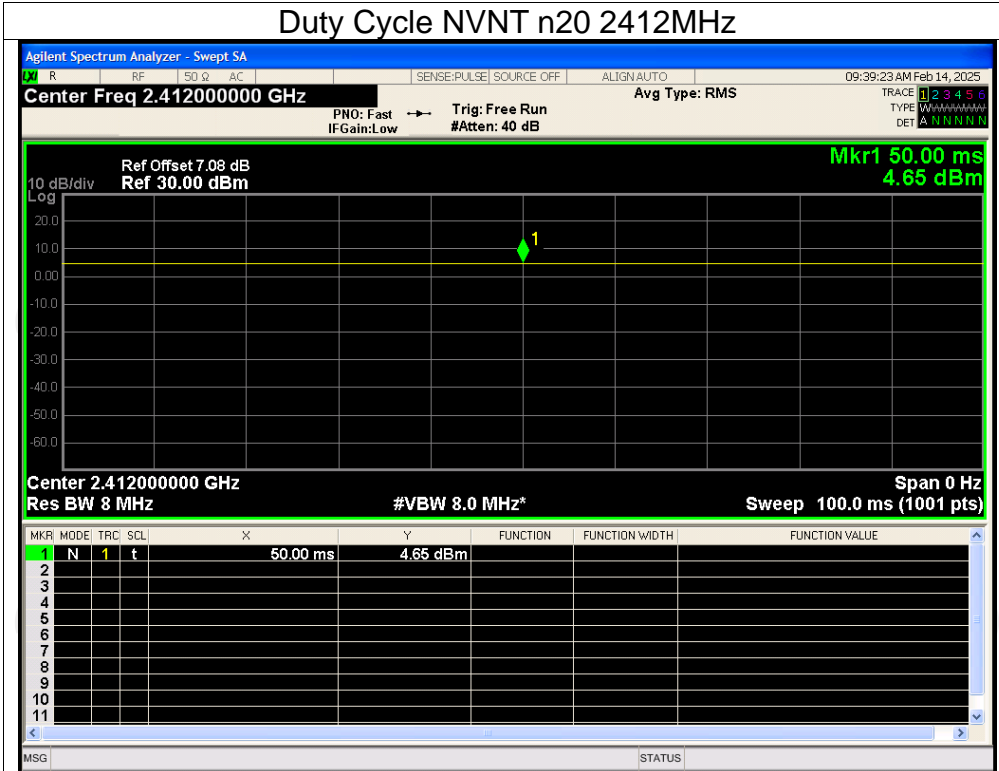 Duty Cycle NVNT n20 2412MHz
Agilent Spectrum Analyzer - Swept SA
LXI R RF 50 Ω AC SENSE:PULSE SOURCE OFF ALIGN AUTO 09:39:23 AM Feb 14, 2025
Center Freq 2.412000000 GHz
PNO: Fast
IFGain:Low
Trig: Free Run
#Atten: 40 dB
Avg Type: RMS
TRACE 1 2 3 4 5 6
TYPE WWWWWW
DET A N N N N N
Mkr1 50.00 ms
4.65 dBm
Ref Offset 7.08 dB
10 dB/div Ref 30.00 dBm
Log
20.0
10.0
0.00
-10.0
-20.0
-30.0
-40.0
-50.0
-60.0
1
Center 2.412000000 GHz Span 0 Hz
Res BW 8 MHz #VBW 8.0 MHz* Sweep 100.0 ms (1001 pts)
MKR MODE TRC SCL X Y FUNCTION FUNCTION WIDTH FUNCTION VALUE
1 N 1 t 50.00 ms 4.65 dBm
2
3
4
5
6
7
8
9
10
11
MSG STATUS